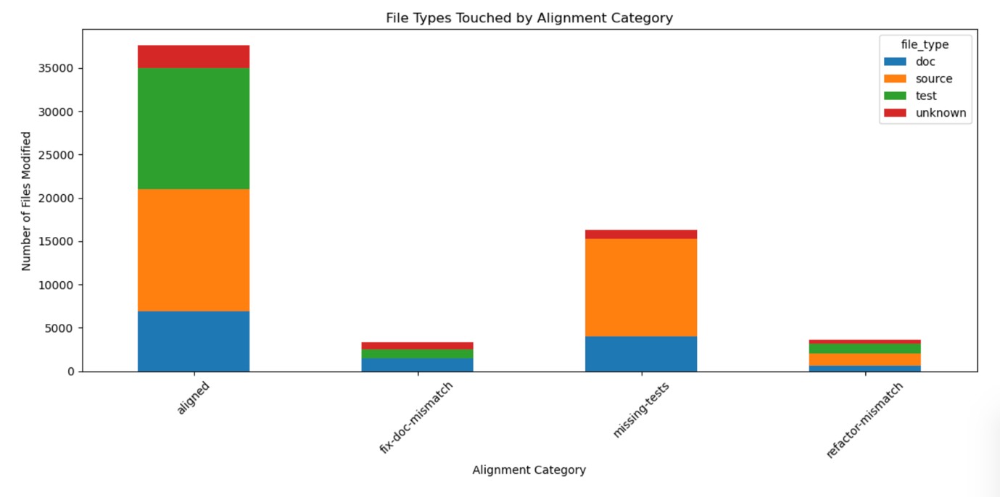 File Types Touched by Alignment Category
file_type
doc
source
test
unknown
Number of Files Modified
35000
30000
25000
20000
15000
10000
5000
0
aligned
fix-doc-mismatch
missing-tests
refactor-mismatch
Alignment Category